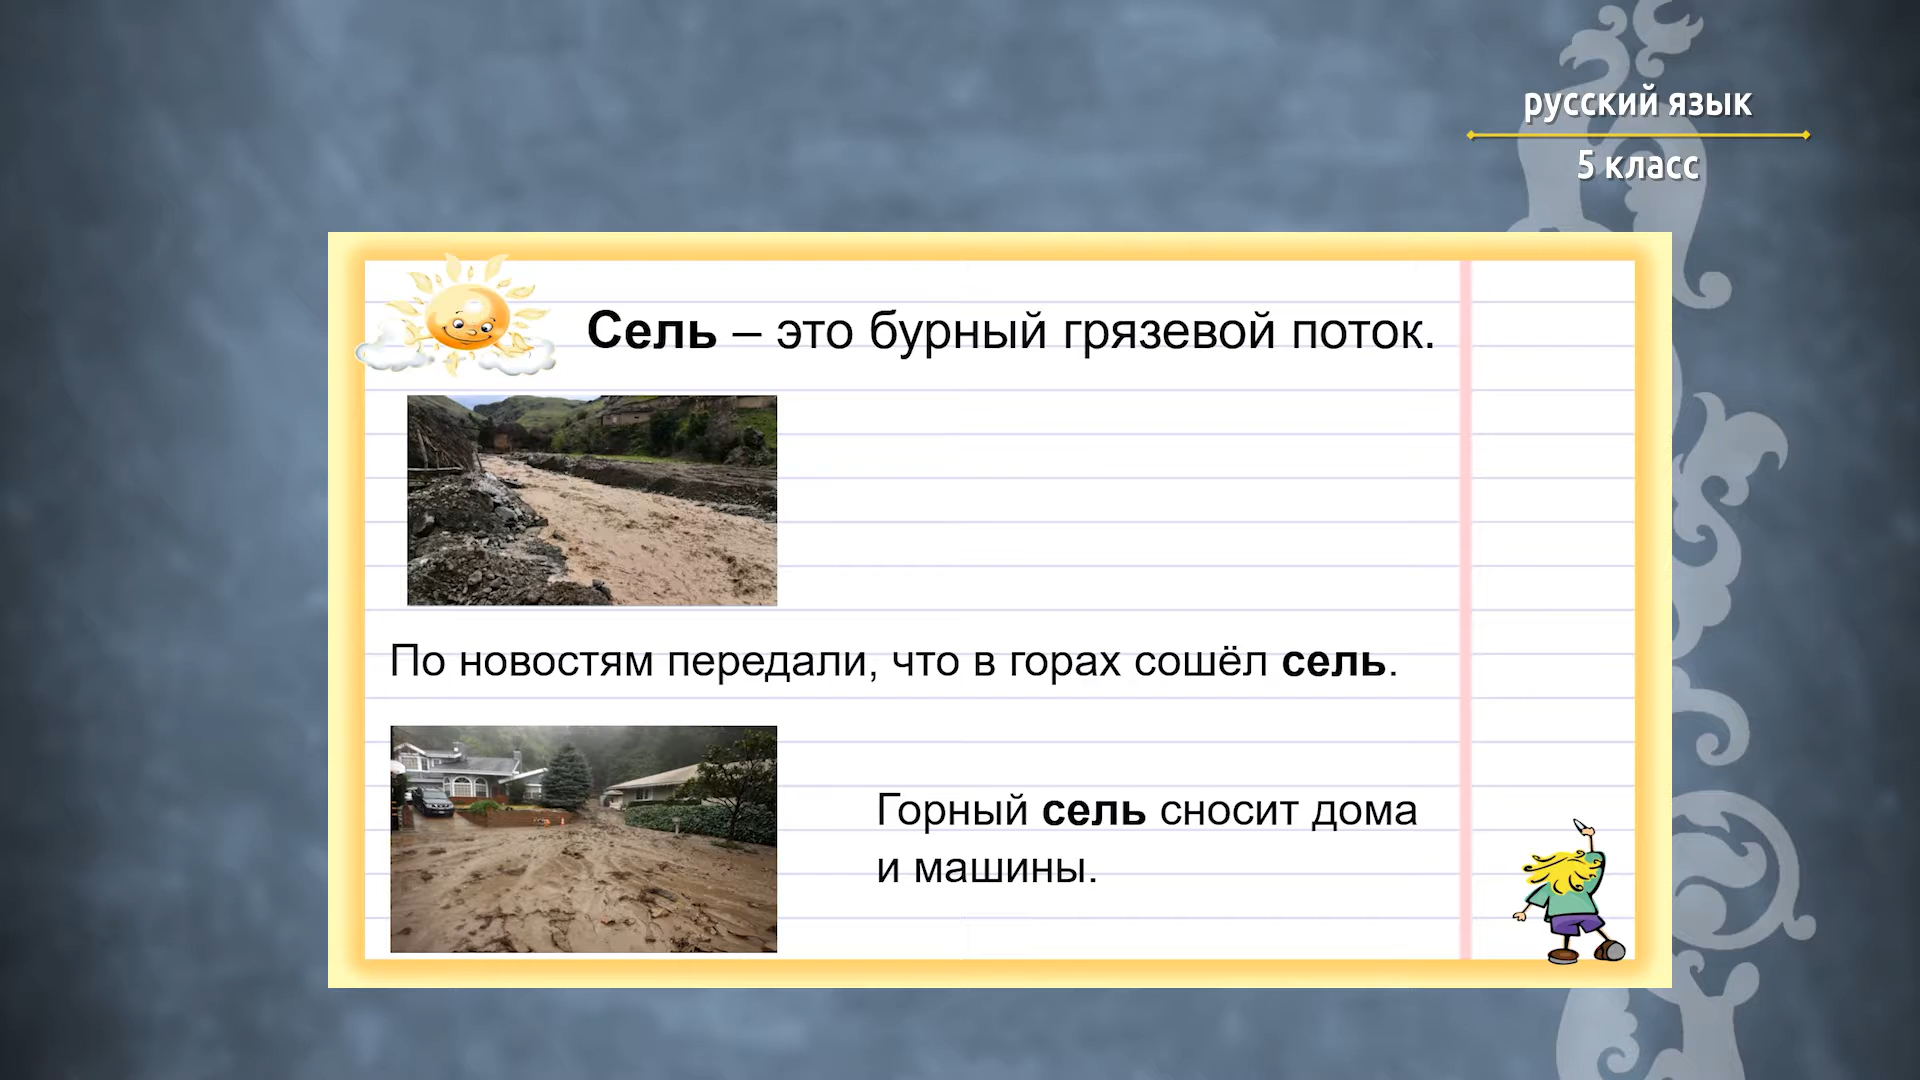 русский язык
5 класс
Сель – это бурный грязевой поток.
По новостям передали, что в горах сошёл сель.
Горный сель сносит дома
и машины.